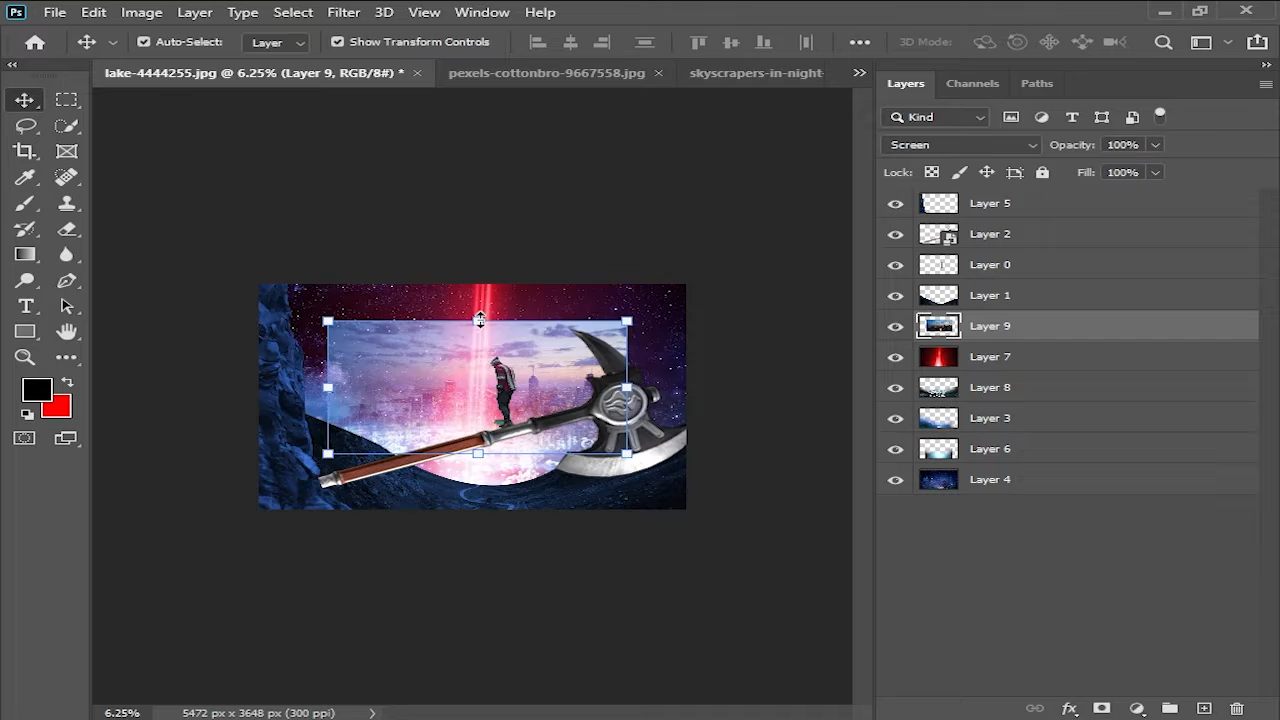 Ps File Edit Image Layer Type Select Filter 3D View Window Help
Auto-Select: Layer Show Transform Controls 3D Mode:
lake-4444255.jpg @ 6.25% (Layer 9, RGB/8#) * pexels-cottonbro-9667558.jpg skyscrapers-in-night-
Layers Channels Paths
Kind
Screen Opacity: 100%
Lock: Fill: 100%
Layer 5
Layer 2
Layer 0
Layer 1
Layer 9
Layer 7
Layer 8
Layer 3
Layer 6
Layer 4
6.25% 5472 px x 3648 px (300 ppi)